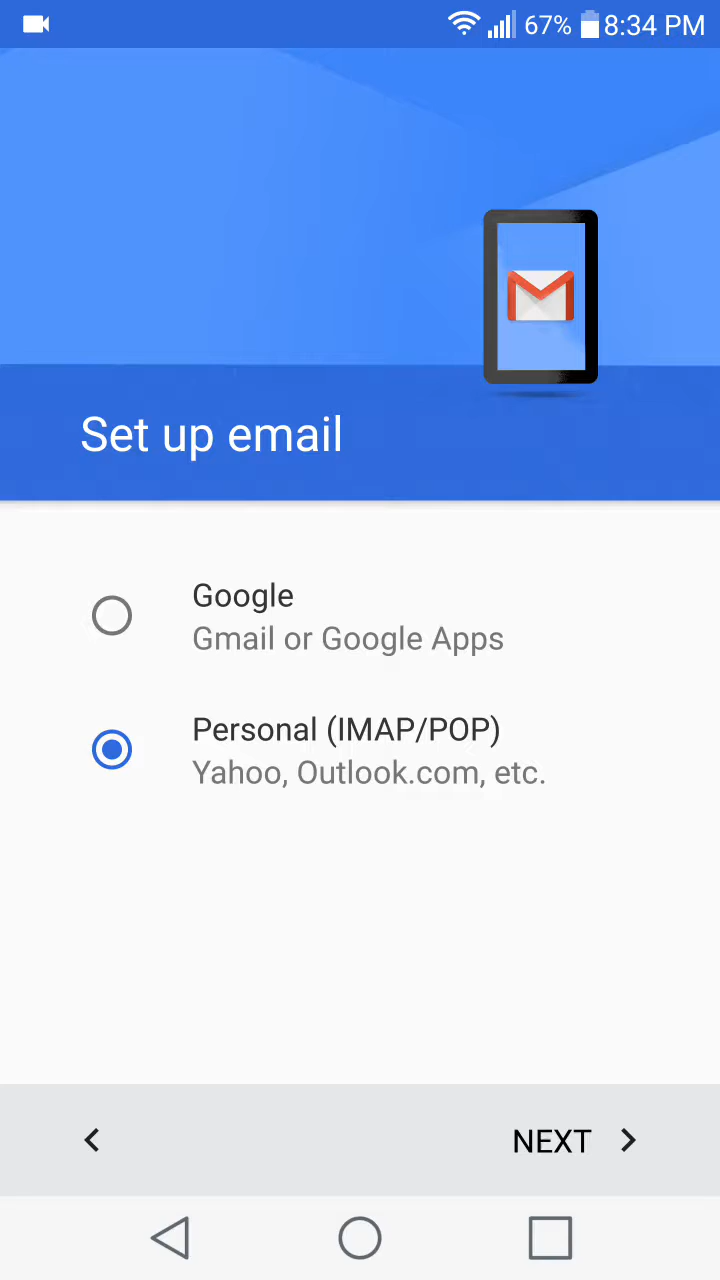 67% 8:34 PM
Set up email
Google
Gmail or Google Apps
Personal (IMAP/POP)
Yahoo, Outlook.com, etc.
NEXT